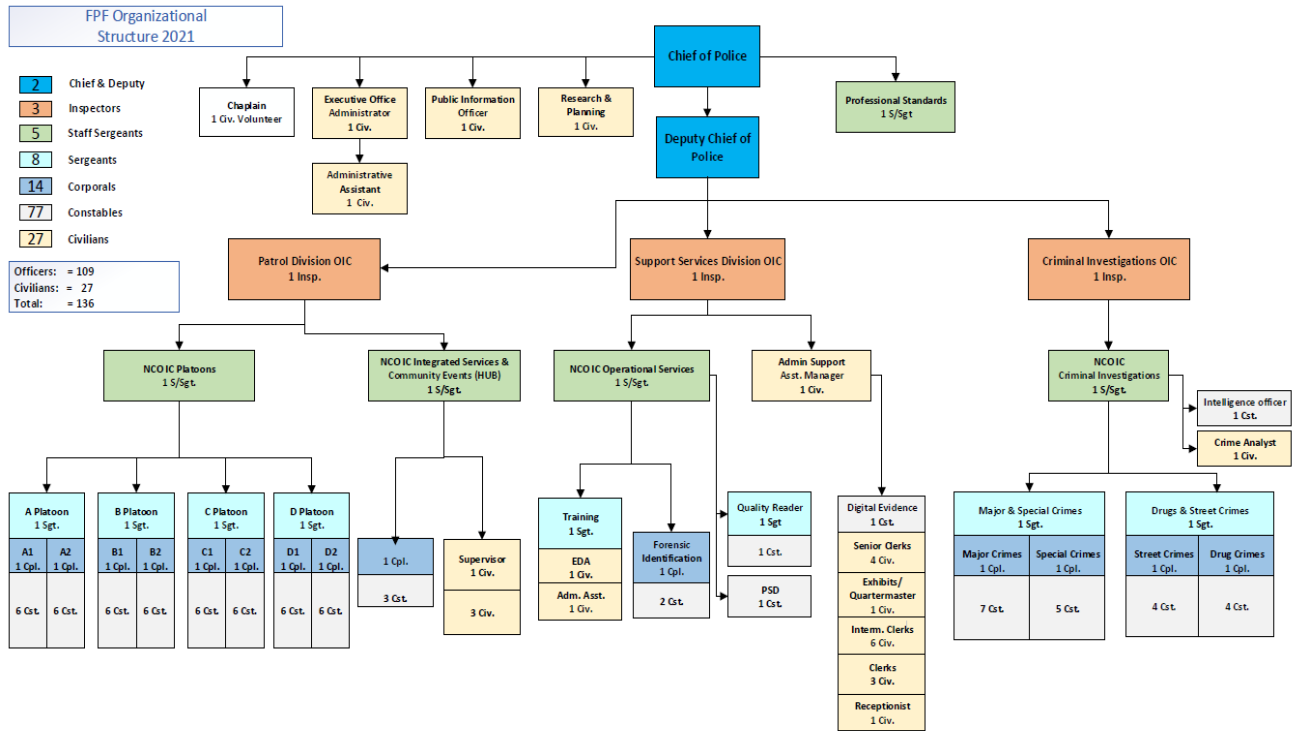 FPF Organizational
Structure 2021
2 Chief & Deputy
3 Inspectors
5 Staff Sergeants
8 Sergeants
14 Corporals
77 Constables
27 Civilians
Officers: = 109
Civilians: = 27
Total: = 136
Chief of Police
Chaplain
1 Civ. Volunteer
Executive Office
Administrator
1 Civ.
Public Information
Officer
1 Civ.
Research &
Planning
1 Civ.
Professional Standards
1 S/Sgt
Deputy Chief of
Police
Administrative
Assistant
1 Civ.
Patrol Division OIC
1 Insp.
Support Services Division OIC
1 Insp.
Criminal Investigations OIC
1 Insp.
NCO IC Platoons
1 S/Sgt.
NCO IC Integrated Services &
Community Events (HUB)
1 S/Sgt.
NCO IC Operational Services
1 S/Sgt.
Admin Support
Asst. Manager
1 Civ.
NCO IC
Criminal Investigations
1 S/Sgt.
Intelligence officer
1 Cst.
Crime Analyst
1 Civ.
A Platoon
1 Sgt.
A1
1 Cpl.
A2
1 Cpl.
6 Cst.
6 Cst.
B Platoon
1 Sgt.
B1
1 Cpl.
B2
1 Cpl.
6 Cst.
6 Cst.
C Platoon
1 Sgt.
C1
1 Cpl.
C2
1 Cpl.
6 Cst.
6 Cst.
D Platoon
1 Sgt.
D1
1 Cpl.
D2
1 Cpl.
6 Cst.
6 Cst.
1 Cpl.
3 Cst.
Supervisor
1 Civ.
3 Civ.
Training
1 Sgt.
EDA
1 Civ.
Adm. Asst.
1 Civ.
Forensic
Identification
1 Cpl.
2 Cst.
Quality Reader
1 Sgt
1 Cst.
PSD
1 Cst.
Digital Evidence
1 Cst.
Senior Clerks
4 Civ.
Exhibits/
Quartermaster
1 Civ.
Interm. Clerks
6 Civ.
Clerks
3 Civ.
Receptionist
1 Civ.
Major & Special Crimes
1 Sgt.
Major Crimes
1 Cpl.
Special Crimes
1 Cpl.
7 Cst.
5 Cst.
Drugs & Street Crimes
1 Sgt.
Street Crimes
1 Cpl.
Drug Crimes
1 Cpl.
4 Cst.
4 Cst.